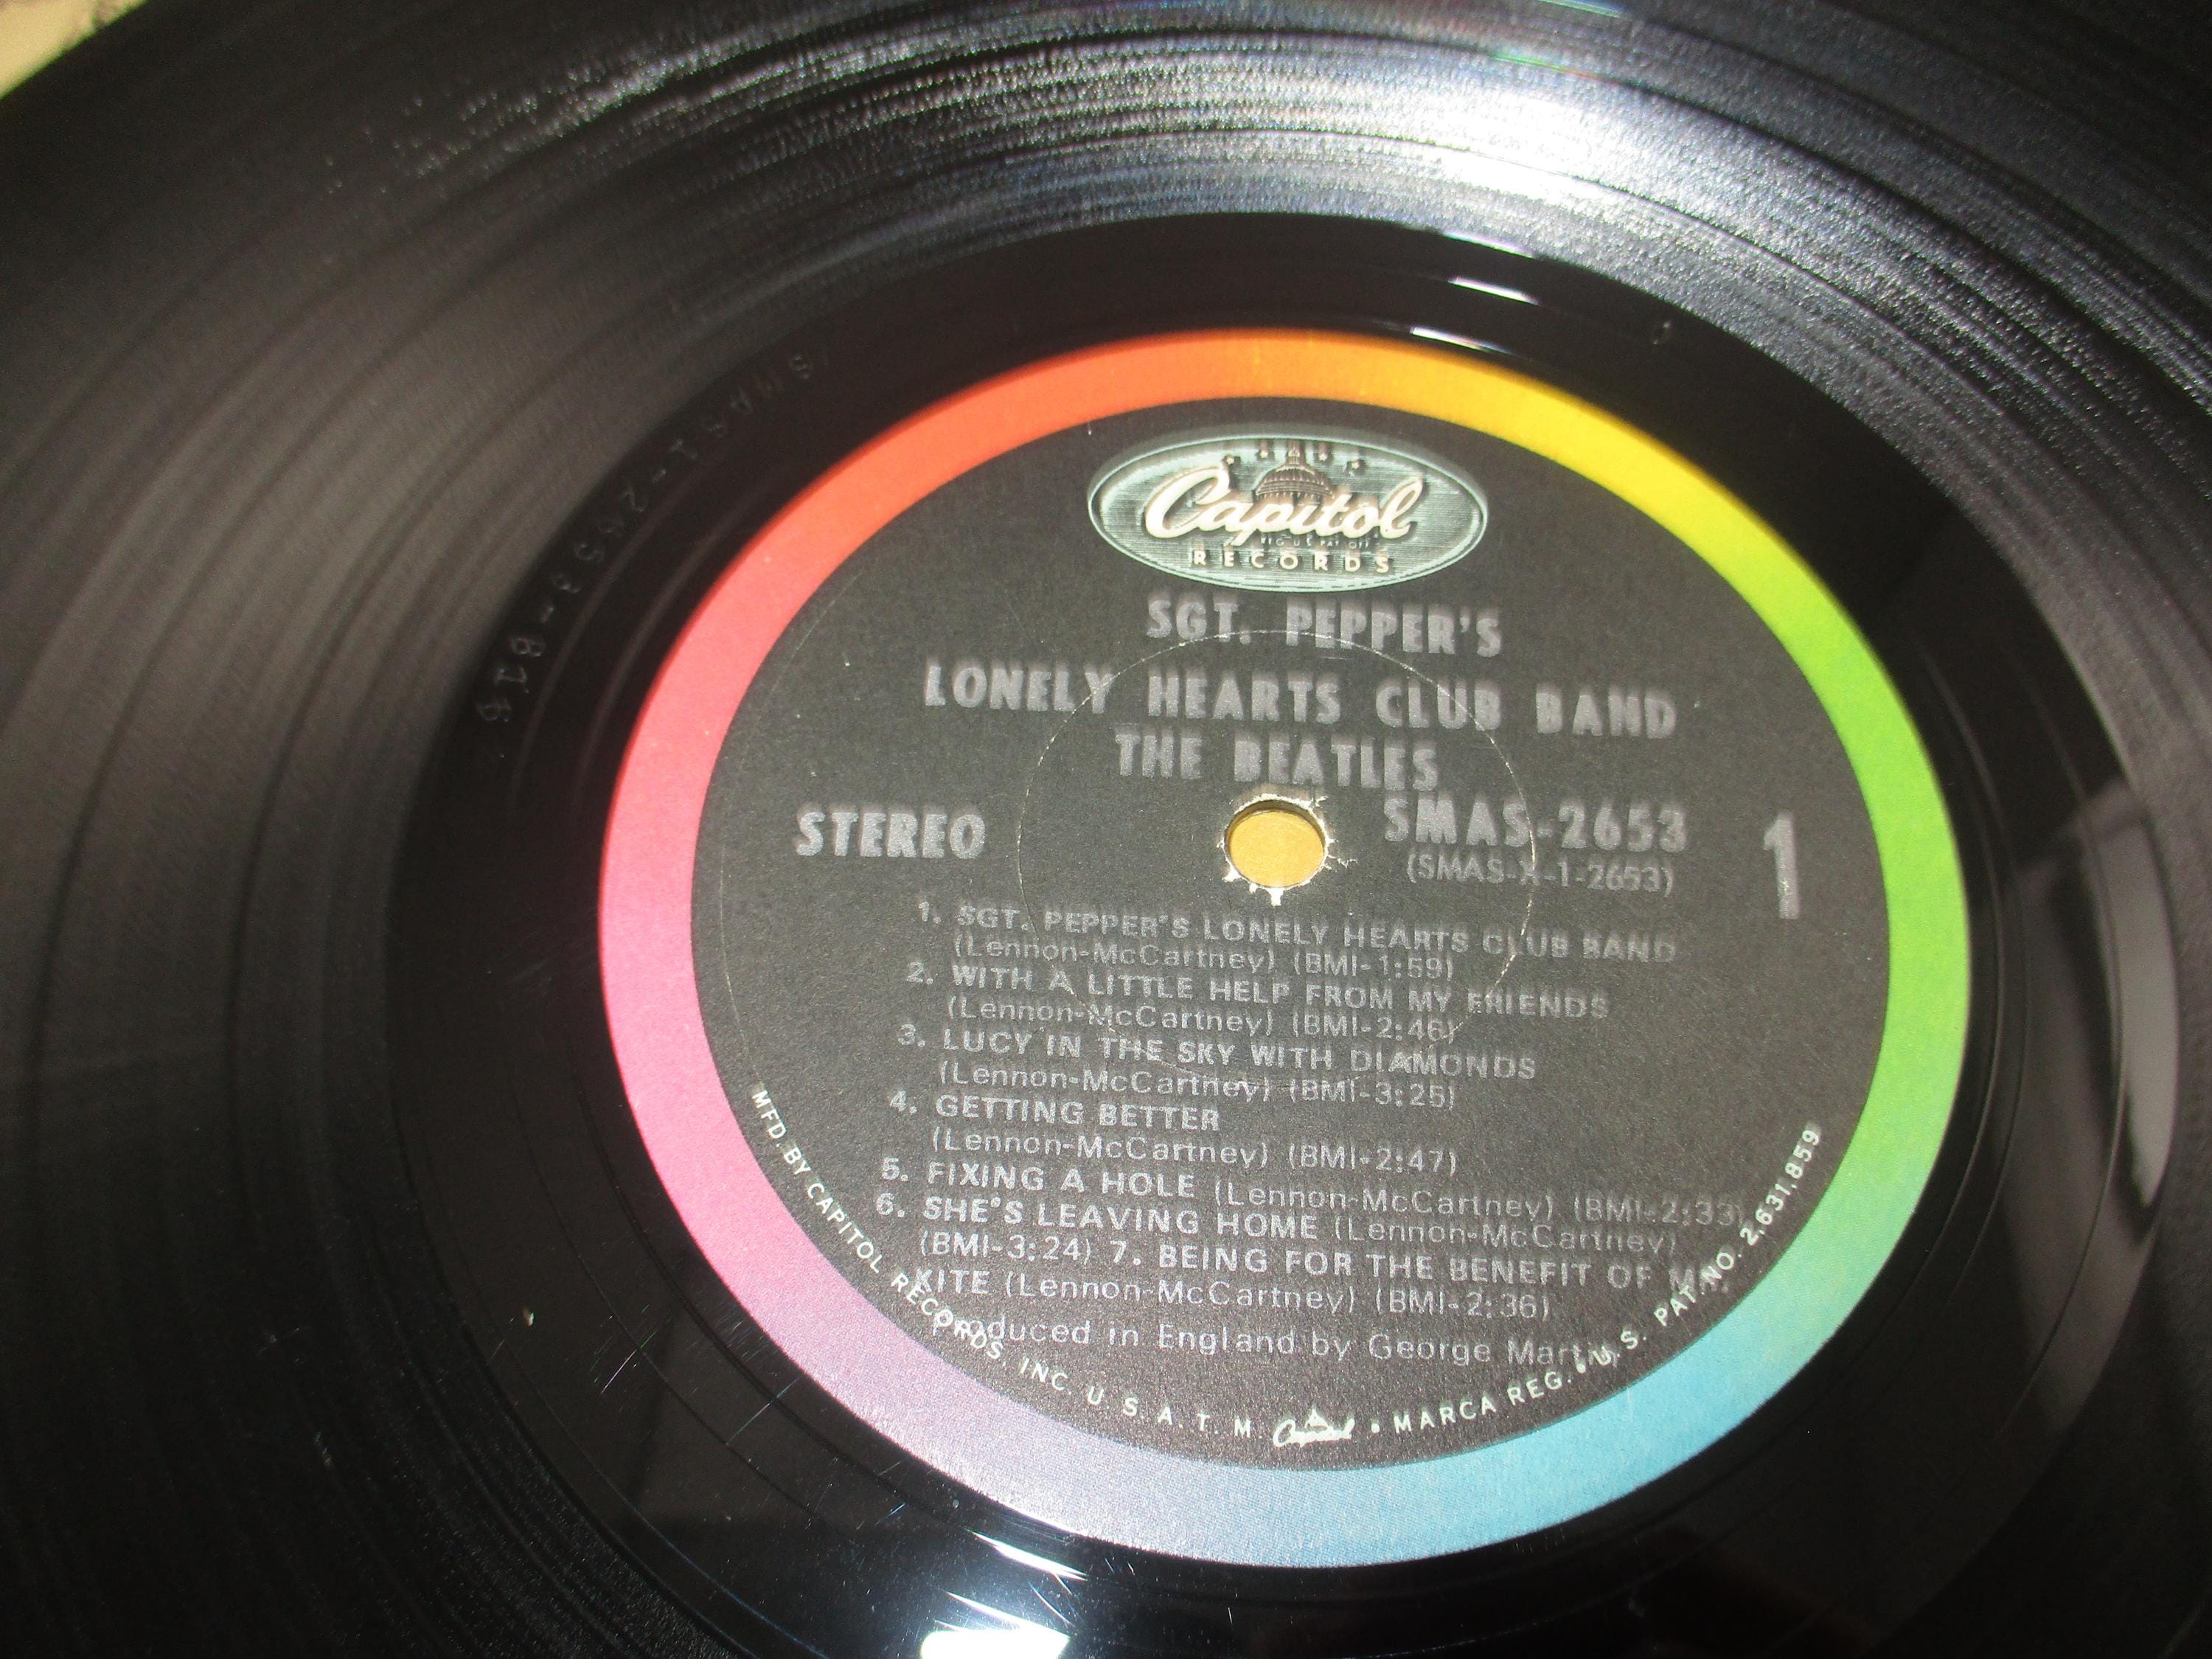 Capitol
RECORDS
SGT. PEPPER'S
LONELY HEARTS CLUB BAND
THE BEATLES
STEREO
SMAS-2653
(SMAS-X-1-2653)
1
1. SGT. PEPPER'S LONELY HEARTS CLUB BAND
(Lennon-McCartney) (BMI-1:59)
2. WITH A LITTLE HELP FROM MY FRIENDS
(Lennon-McCartney) (BMI-2:46)
3. LUCY IN THE SKY WITH DIAMONDS
(Lennon-McCartney) (BMI-3:25)
4. GETTING BETTER
(Lennon-McCartney) (BMI-2:47)
5. FIXING A HOLE (Lennon-McCartney) (BMI-2:33)
6. SHE'S LEAVING HOME (Lennon-McCartney)
(BMI-3:24) 7. BEING FOR THE BENEFIT OF MR.
KITE (Lennon-McCartney) (BMI-2:36)
Produced in England by George Martin
MFD. BY CAPITOL RECORDS, INC. U.S.A. T.M. Capitol • MARCA REG. • U.S. PAT. NO. 2,631,859